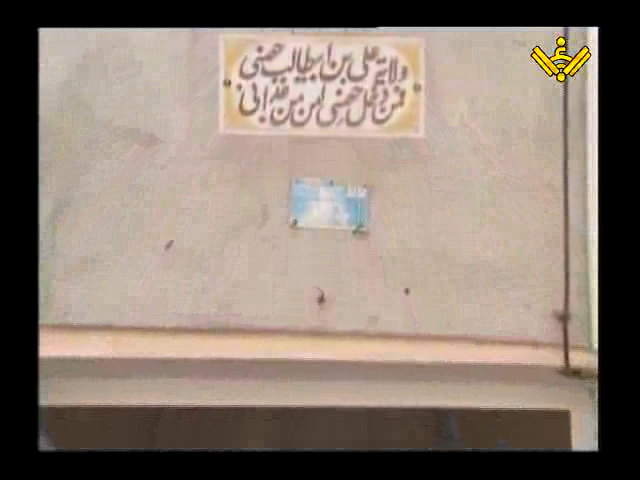 ولایة علی بن ابیطالب حصنی
فمن دخل حصنی امن من عذابی